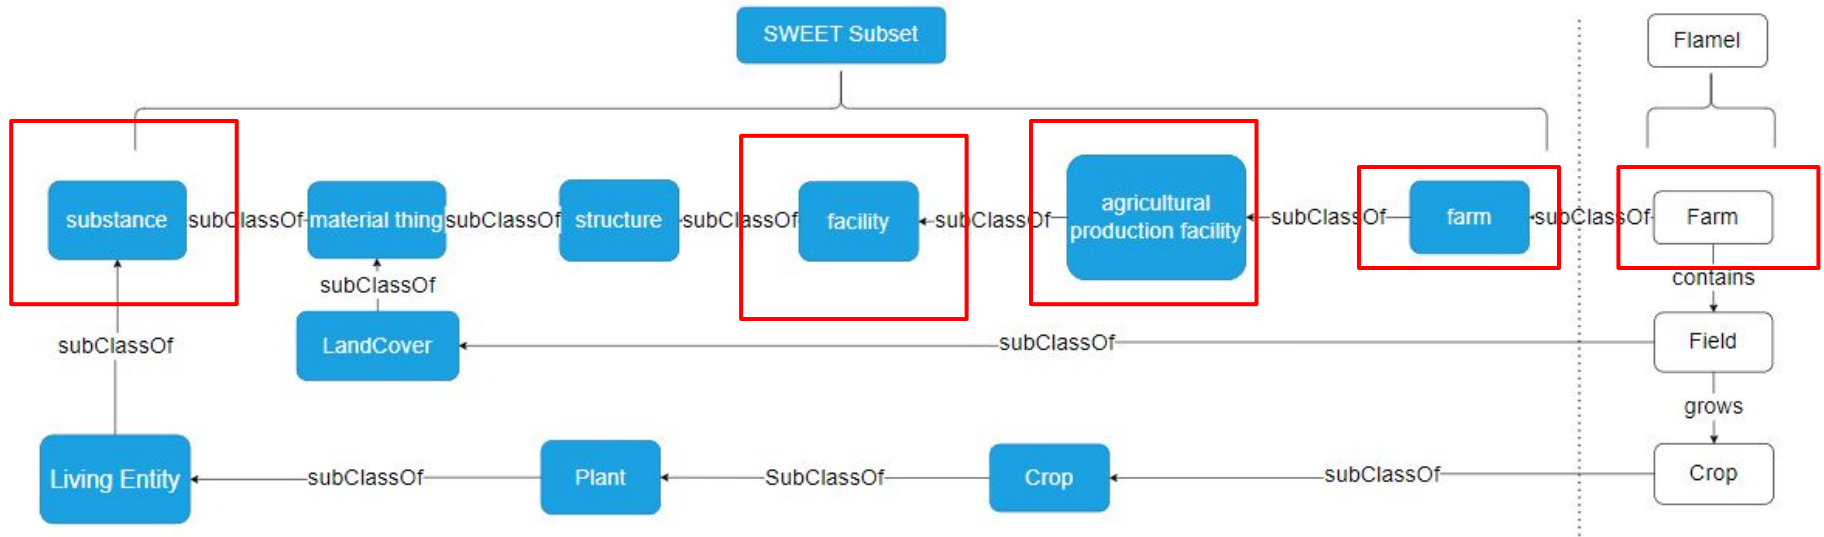 SWEET Subset
Flamel
substance
subClassOf
material thing
subClassOf
structure
subClassOf
facility
subClassOf
agricultural
production facility
subClassOf
farm
subClassOf
Farm
subClassOf
contains
LandCover
subClassOf
Field
subClassOf
grows
Living Entity
subClassOf
Plant
SubClassOf
Crop
subClassOf
Crop